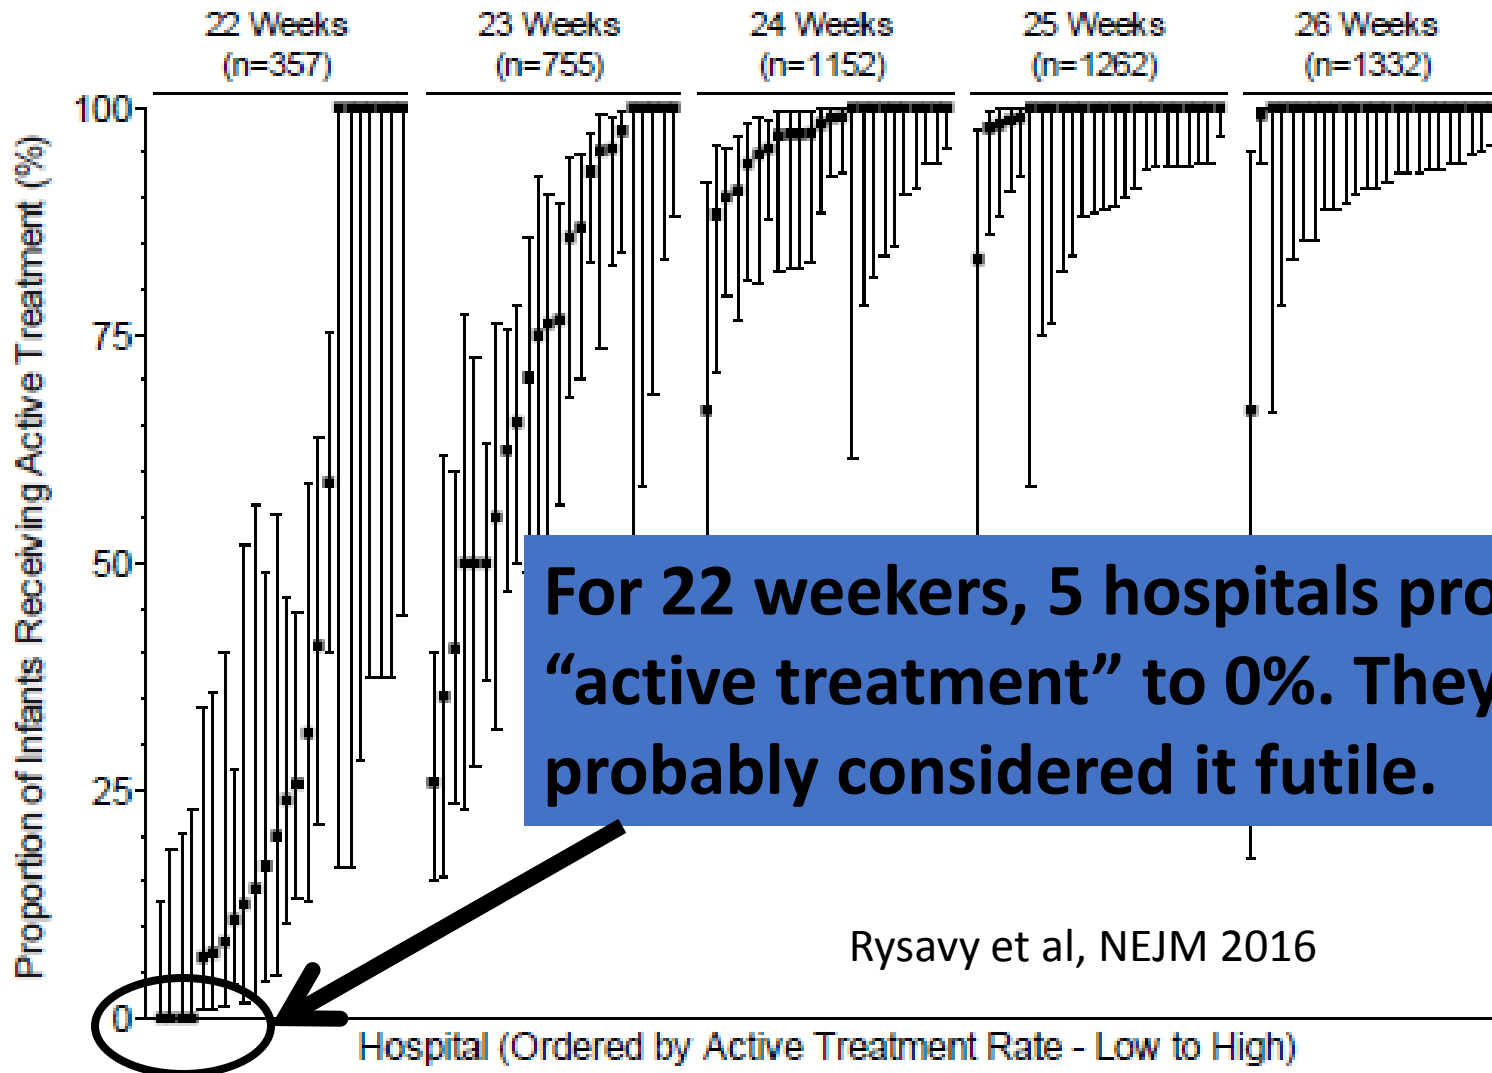 22 Weeks
(n=357)
23 Weeks
(n=755)
24 Weeks
(n=1152)
25 Weeks
(n=1262)
26 Weeks
(n=1332)
Proportion of Infants Receiving Active Treatment (%)
100
75
50
25
0
For 22 weekers, 5 hospitals pro
“active treatment” to 0%. They
probably considered it futile.
Rysavy et al, NEJM 2016
Hospital (Ordered by Active Treatment Rate - Low to High)